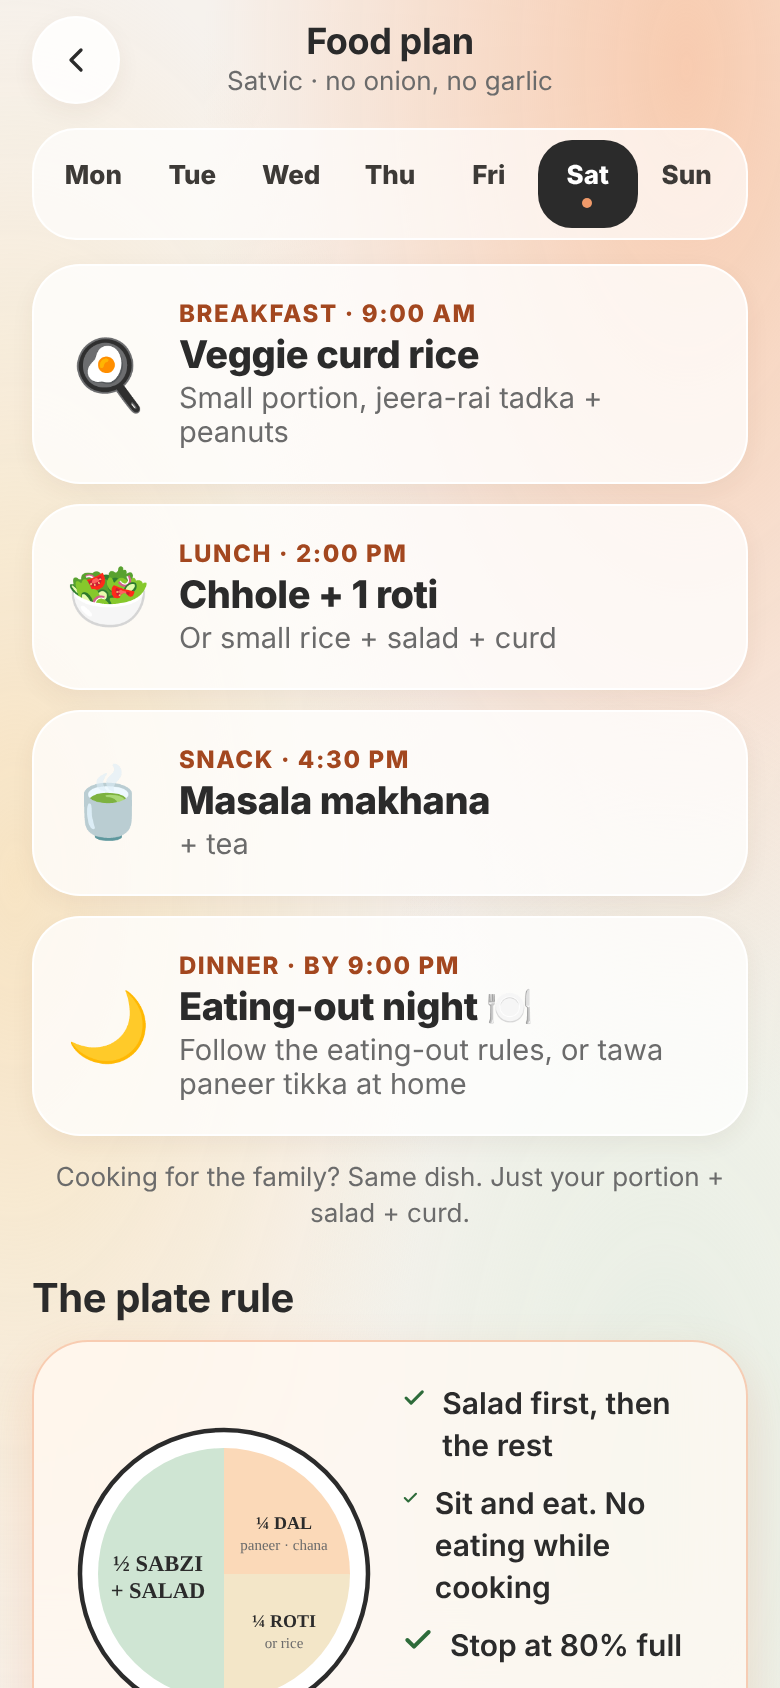 Food plan
Satvic · no onion, no garlic
Mon Tue Wed Thu Fri Sat Sun
BREAKFAST · 9:00 AM
Veggie curd rice
Small portion, jeera-rai tadka +
peanuts
LUNCH · 2:00 PM
Chhole + 1 roti
Or small rice + salad + curd
SNACK · 4:30 PM
Masala makhana
+ tea
DINNER · BY 9:00 PM
Eating-out night 🍽️
Follow the eating-out rules, or tawa
paneer tikka at home
Cooking for the family? Same dish. Just your portion +
salad + curd.
The plate rule
½ SABZI
+ SALAD
¼ DAL
paneer · chana
¼ ROTI
or rice
Salad first, then
the rest
Sit and eat. No
eating while
cooking
Stop at 80% full